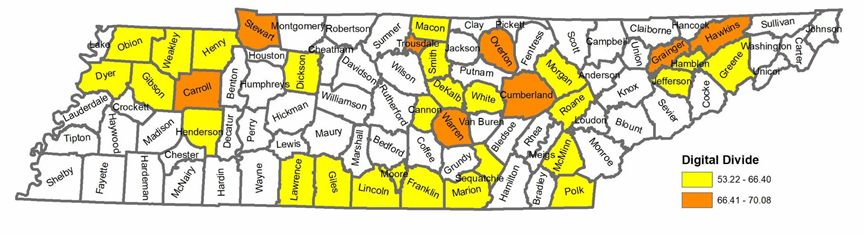 Lake
Obion
Weakley
Henry
Stewart
Montgomery
Robertson
Sumner
Macon
Clay
Pickett
Scott
Campbell
Claiborne
Hancock
Hawkins
Sullivan
Johnson
Carter
Washington
Unicoi
Greene
Hamblen
Grainger
Union
Jefferson
Cocke
Sevier
Knox
Anderson
Morgan
Fentress
Overton
Jackson
Trousdale
Smith
Putnam
Wilson
Davidson
Cheatham
Dickson
Houston
Humphreys
Benton
Carroll
Gibson
Dyer
Crockett
Lauderdale
Haywood
Tipton
Madison
Henderson
Decatur
Perry
Hickman
Williamson
Rutherford
Cannon
DeKalb
White
Cumberland
Roane
Loudon
Blount
Monroe
McMinn
Meigs
Rhea
Bledsoe
Van Buren
Warren
Coffee
Bedford
Marshall
Maury
Lewis
Chester
Shelby
Fayette
Hardeman
McNairy
Hardin
Wayne
Lawrence
Giles
Lincoln
Moore
Franklin
Grundy
Sequatchie
Marion
Hamilton
Bradley
Polk
Digital Divide
53.22 - 66.40
66.41 - 70.08